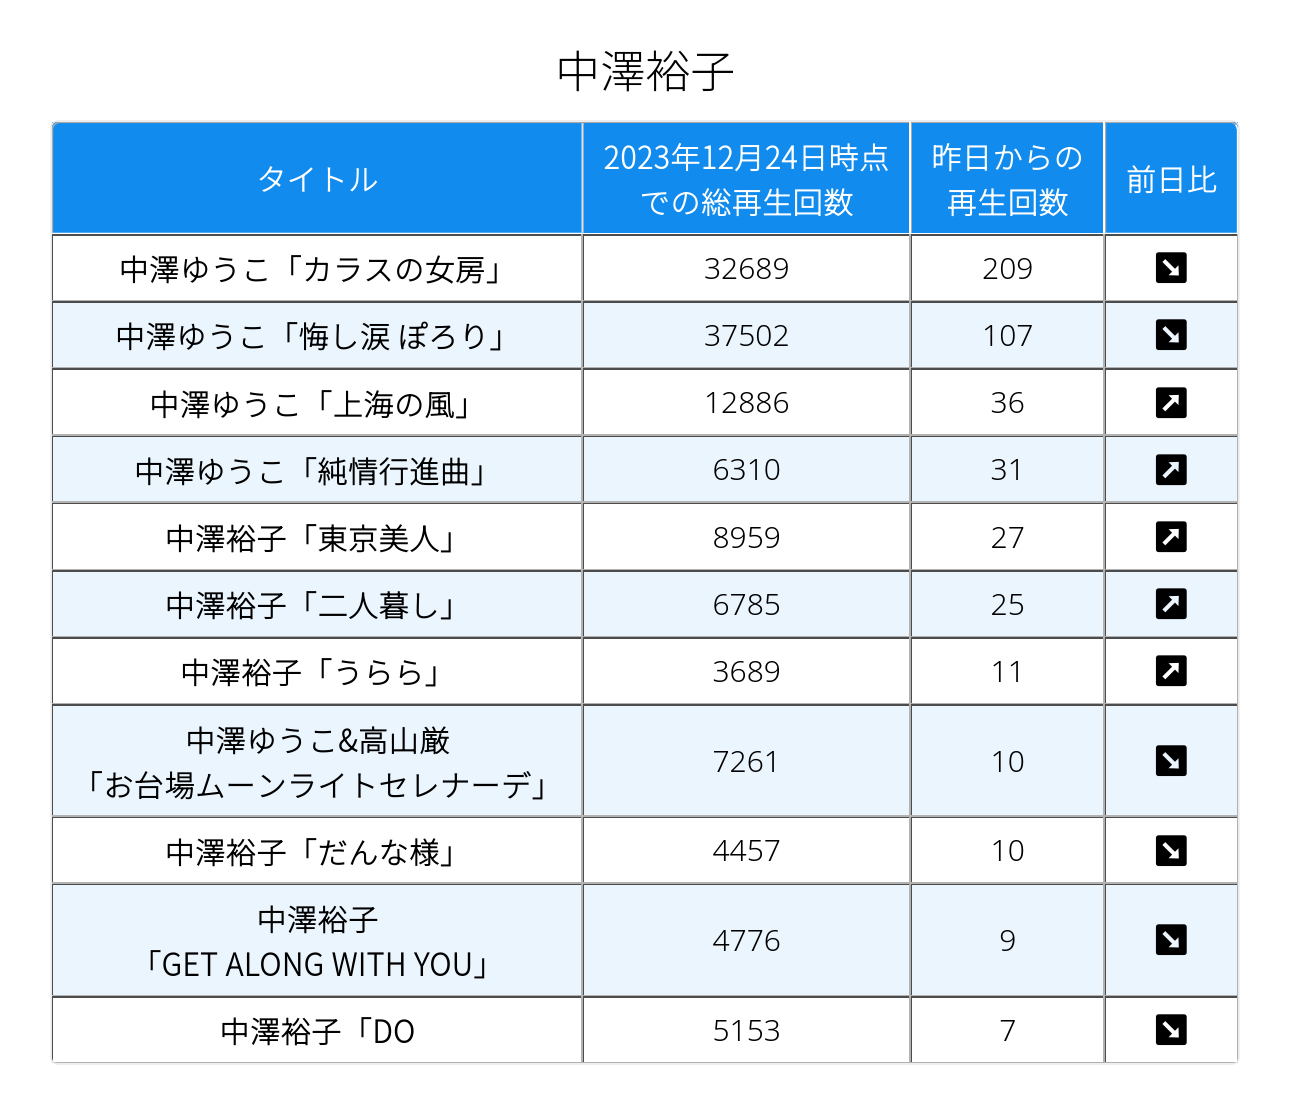 中澤裕子
タイトル
2023年12月24日時点
での総再生回数
昨日からの
再生回数
前日比
中澤ゆうこ「カラスの女房」
32689
209
中澤ゆうこ「悔し涙 ぽろり」
37502
107
中澤ゆうこ「上海の風」
12886
36
中澤ゆうこ「純情行進曲」
6310
31
中澤裕子「東京美人」
8959
27
中澤裕子「二人暮し」
6785
25
中澤裕子「うらら」
3689
11
中澤ゆうこ&高山厳
「お台場ムーンライトセレナーデ」
7261
10
中澤裕子「だんな様」
4457
10
中澤裕子
「GET ALONG WITH YOU」
4776
9
中澤裕子「DO
5153
7